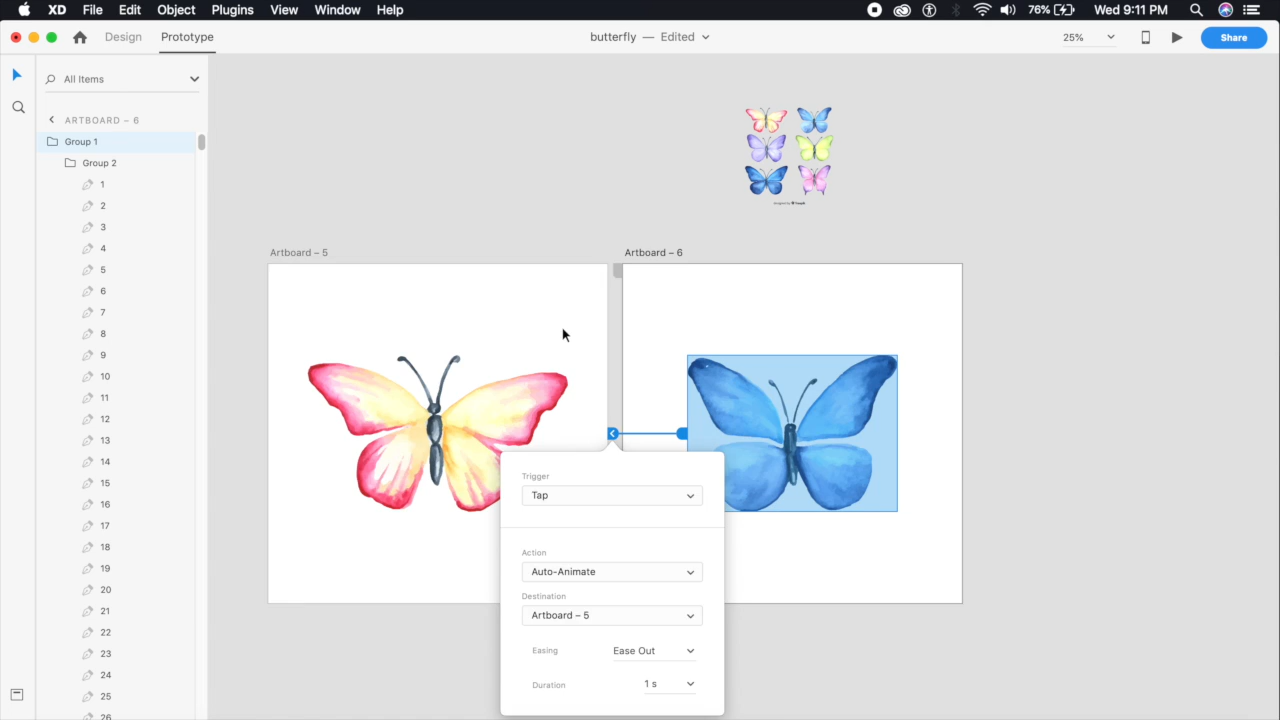 XD File Edit Object Plugins View Window Help 76% Wed 9:11 PM
Design Prototype butterfly — Edited 25% Share
All Items
ARTBOARD – 6
Group 1
Group 2
1
2
3
4
5
6
7
8
9
10
11
12
13
14
15
16
17
18
19
20
21
22
23
24
25
26
Artboard – 5
Artboard – 6
Trigger
Tap
Action
Auto-Animate
Destination
Artboard – 5
Easing Ease Out
Duration 1 s